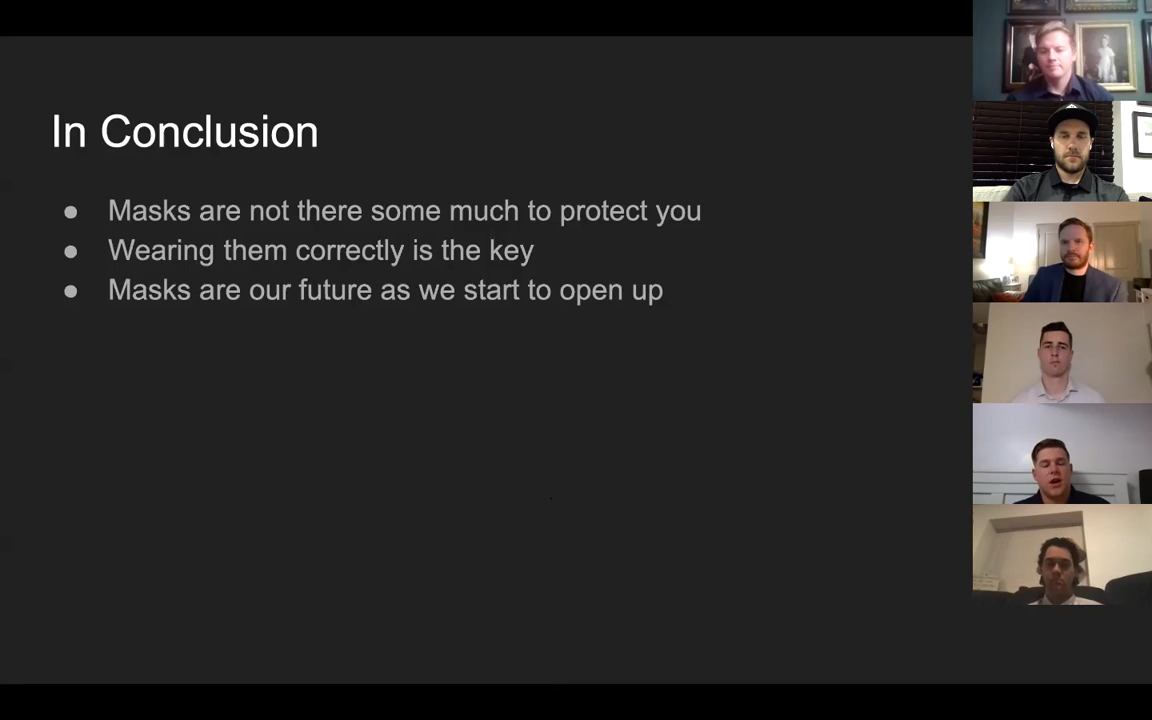 In Conclusion
● Masks are not there some much to protect you
● Wearing them correctly is the key
● Masks are our future as we start to open up